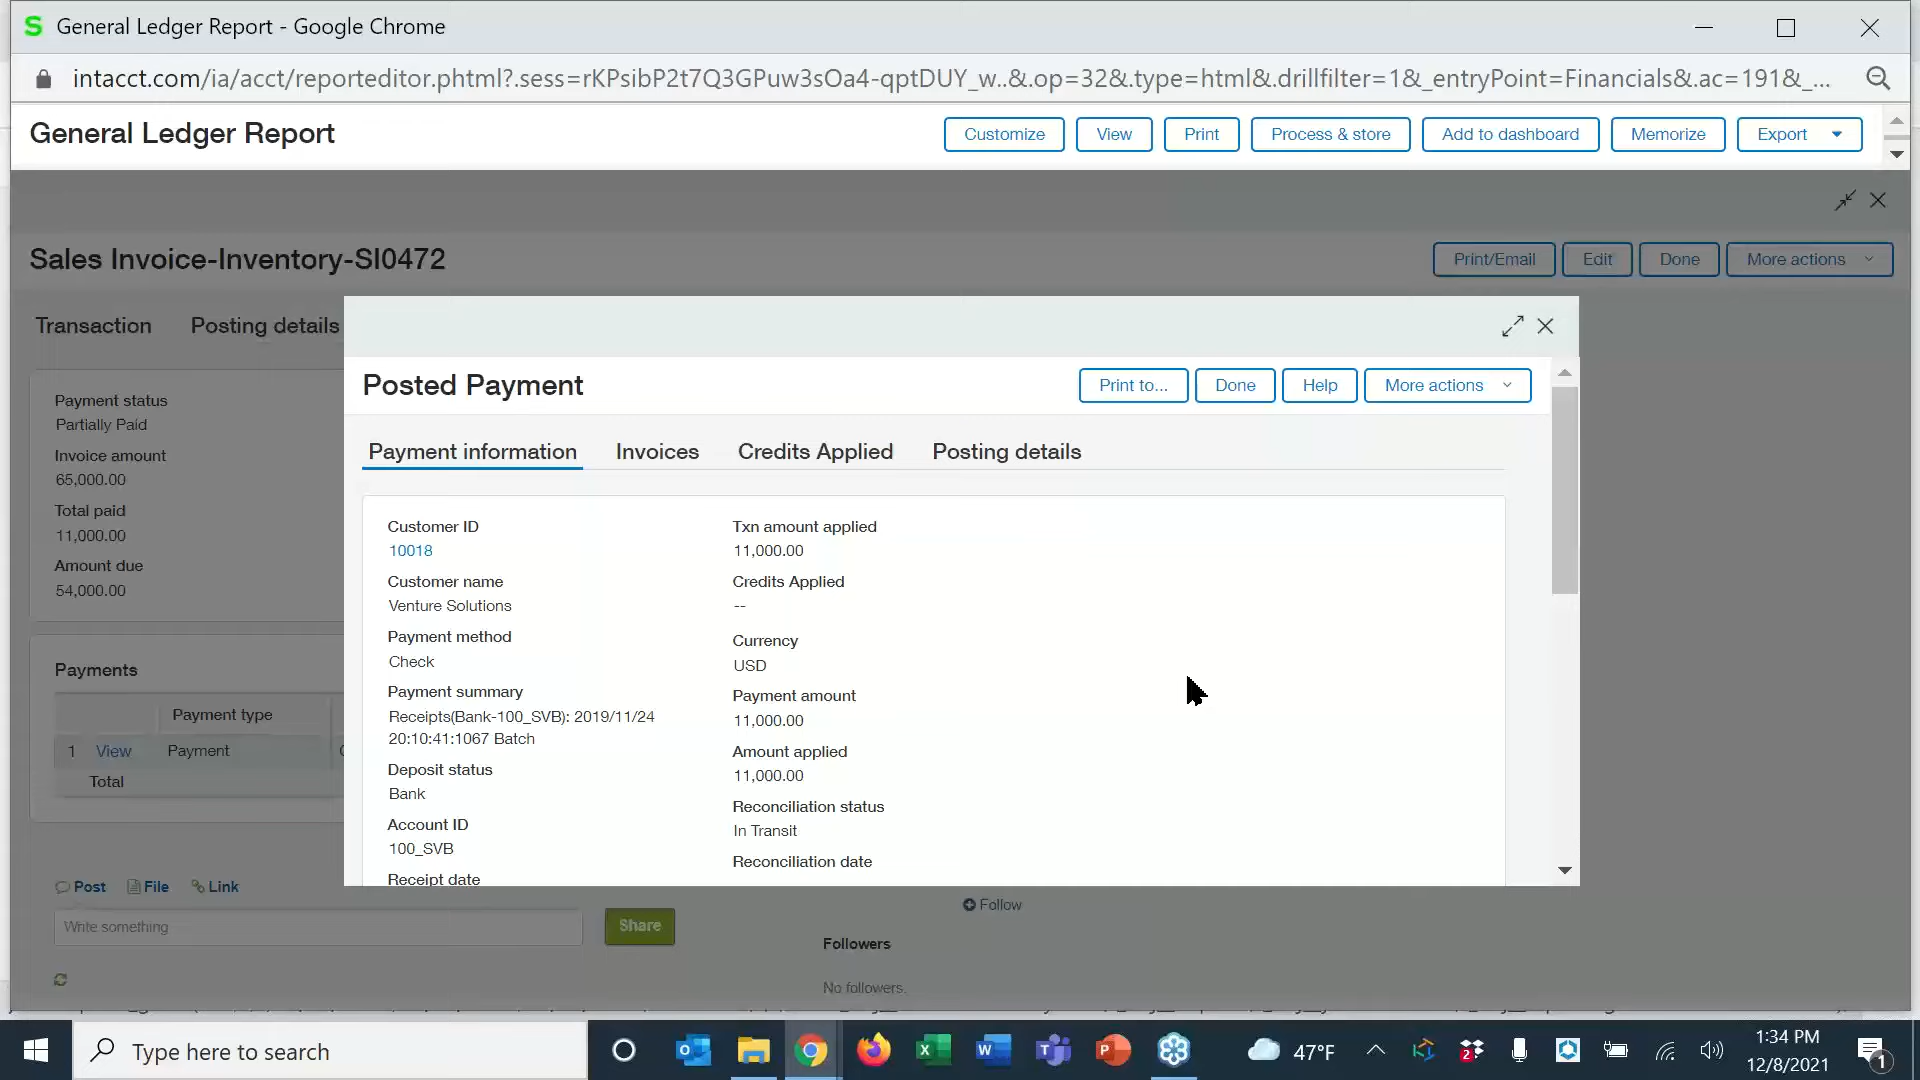 S General Ledger Report - Google Chrome
intacct.com/ia/acct/reporteditor.phtml?.sess=rKPsibP2t7Q3GPuw3sOa4-qptDUY_w..&.op=32&.type=html&.drillfilter=1&_entryPoint=Financials&.ac=191&_...
General Ledger Report
Customize View Print Process & store Add to dashboard Memorize Export
Sales Invoice-Inventory-SI0472
Print/Email Edit Done More actions
Transaction Posting details
Payment status
Partially Paid
Invoice amount
65,000.00
Total paid
11,000.00
Amount due
54,000.00
Payments
Payment type
1 View Payment
Total
Post File Link
Write something
Share
Follow
Followers
No followers.
Posted Payment
Print to... Done Help More actions
Payment information Invoices Credits Applied Posting details
Customer ID
10018
Customer name
Venture Solutions
Payment method
Check
Payment summary
Receipts(Bank-100_SVB): 2019/11/24
20:10:41:1067 Batch
Deposit status
Bank
Account ID
100_SVB
Receipt date
Txn amount applied
11,000.00
Credits Applied
--
Currency
USD
Payment amount
11,000.00
Amount applied
11,000.00
Reconciliation status
In Transit
Reconciliation date
Type here to search
47°F
1:34 PM
12/8/2021
1